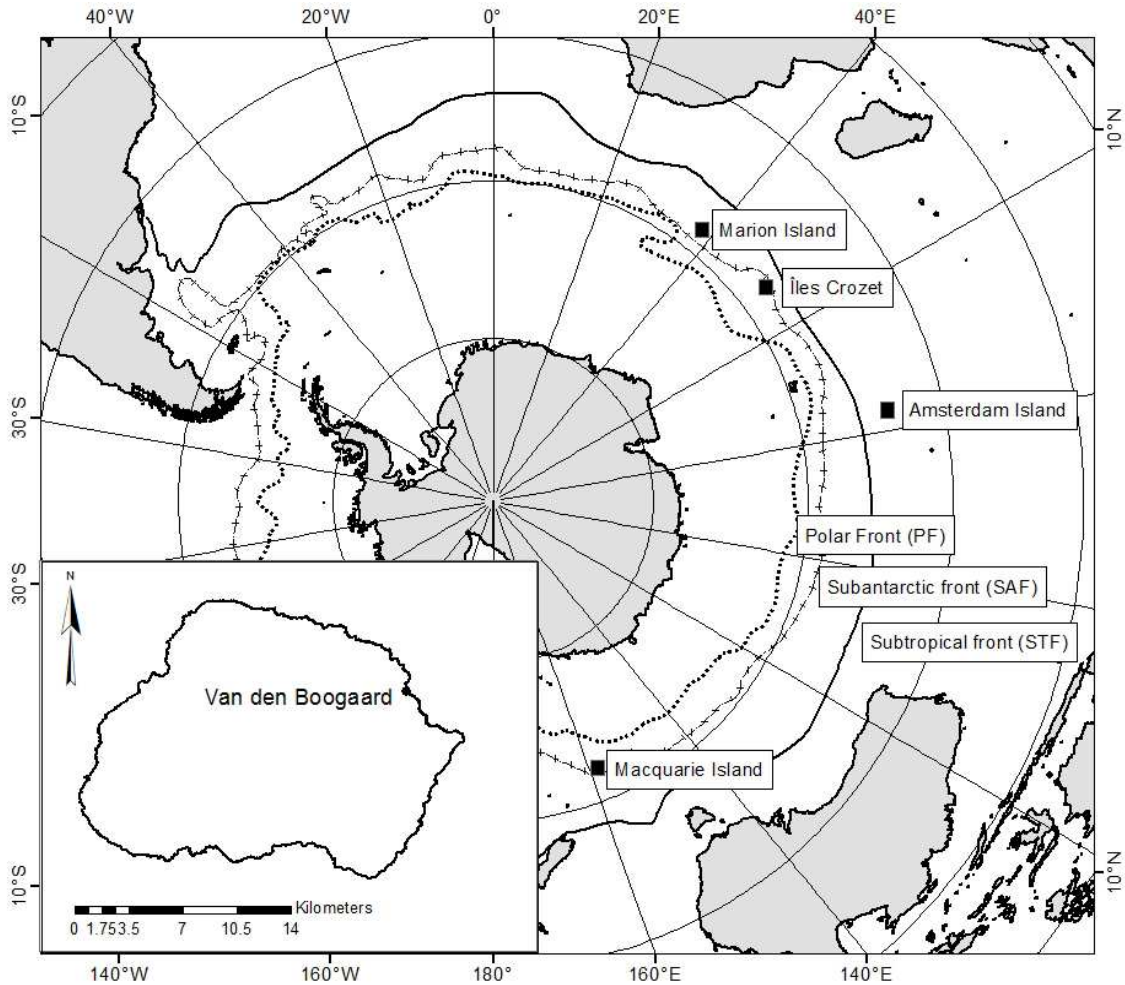 40°W
20°W
0°
20°E
40°E
10°S
10°N
Marion Island
Îles Crozet
Amsterdam Island
30°S
Polar Front (PF)
Subantarctic front (SAF)
30°S
Subtropical front (STF)
N
Van den Boogaard
Macquarie Island
10°S
10°N
Kilometers
0 1.753.5 7 10.5 14
140°W
160°W
180°
160°E
140°E